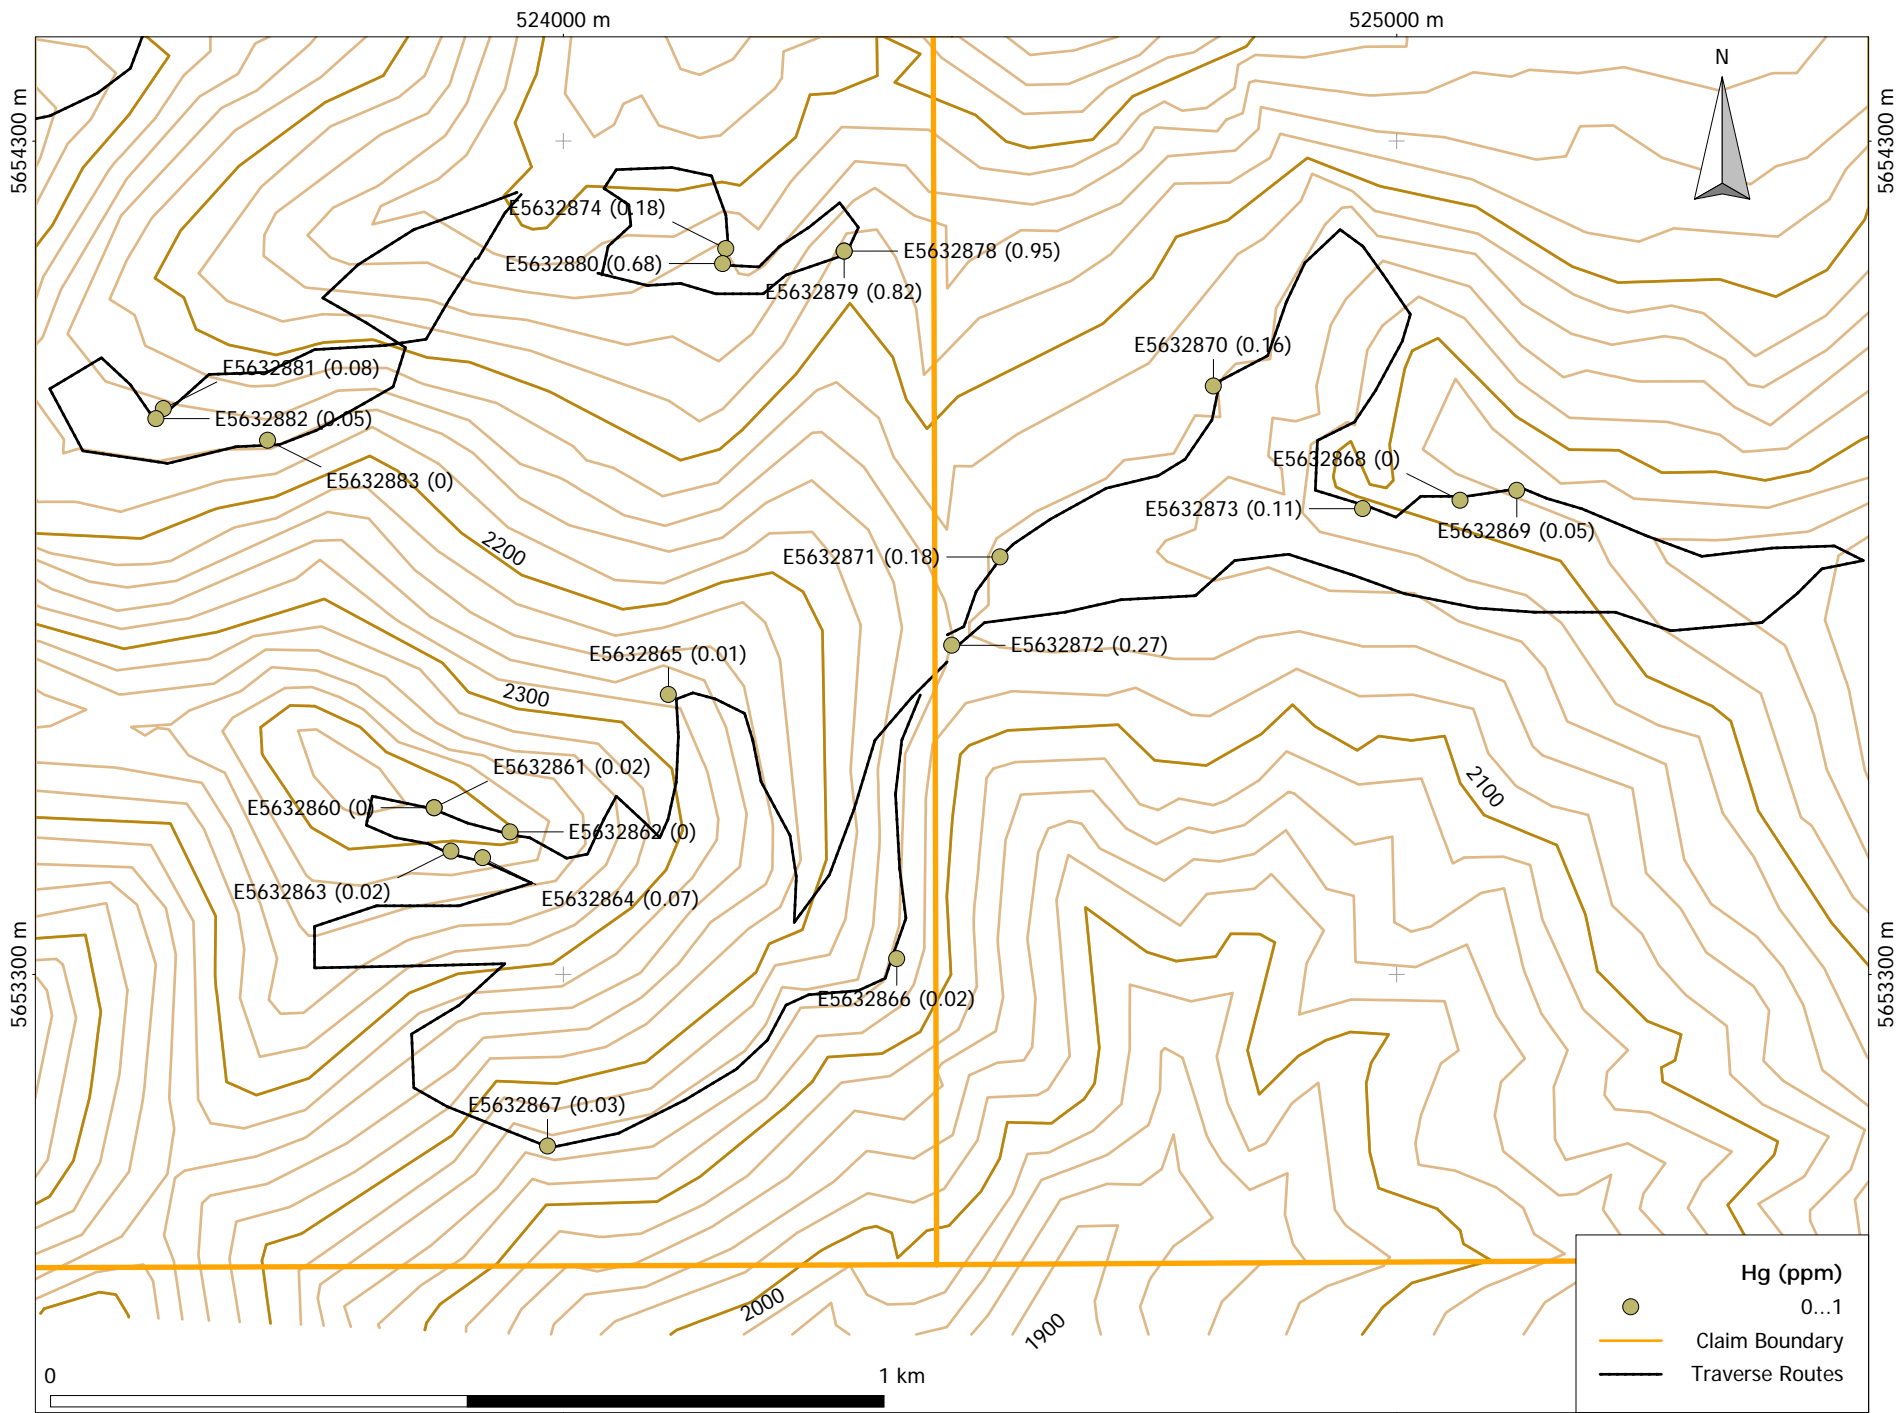 524000 m
525000 m
N
5654300 m
5654300 m
E5632874 (0.18)
E5632880 (0.68)
E5632878 (0.95)
E5632879 (0.82)
E5632870 (0.16)
E5632881 (0.08)
E5632882 (0.05)
E5632883 (0)
E5632868 (0)
E5632873 (0.11)
E5632869 (0.05)
2200
E5632871 (0.18)
E5632872 (0.27)
E5632865 (0.01)
2300
E5632861 (0.02)
E5632860 (0)
2100
E5632862 (0)
E5632863 (0.02)
E5632864 (0.07)
5653300 m
5653300 m
E5632866 (0.02)
E5632867 (0.03)
2000
1900
Hg (ppm)
0...1
Claim Boundary
Traverse Routes
0
1 km